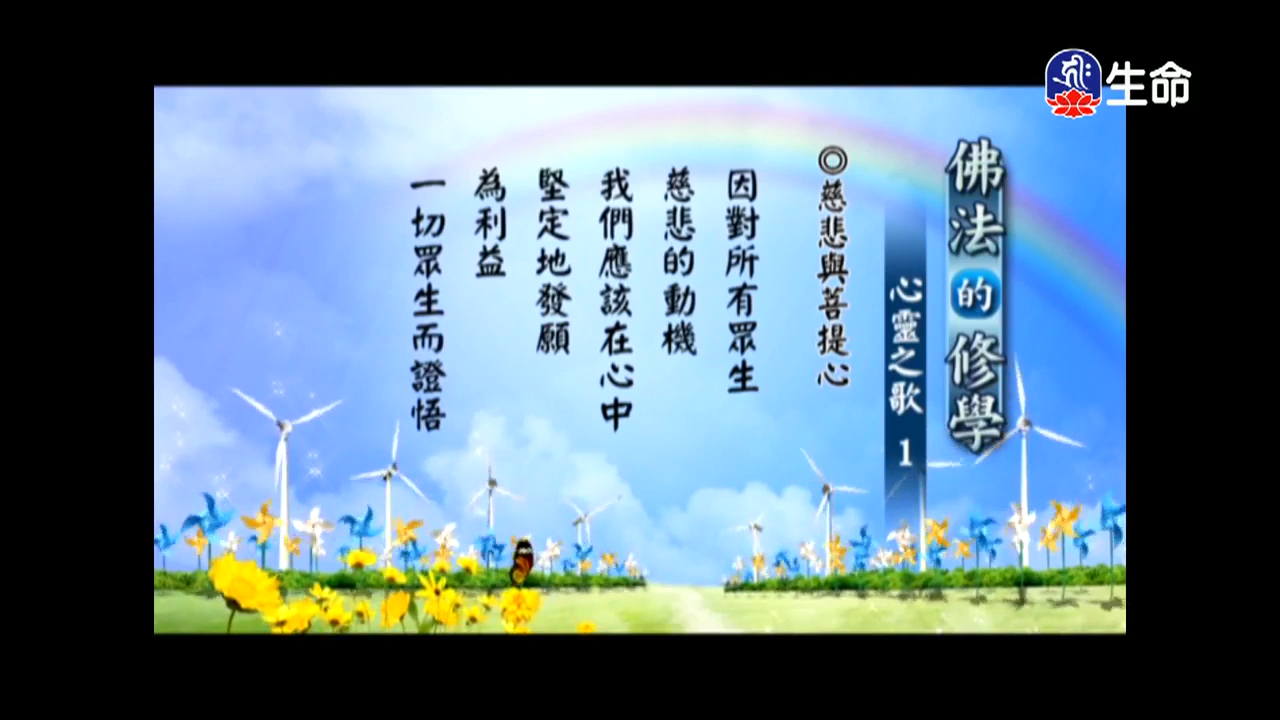 生命
佛法的修學
心靈之歌 1
◎慈悲與菩提心
因對所有眾生
慈悲的動機
我們應該在心中
堅定地發願
為利益
一切眾生而證悟